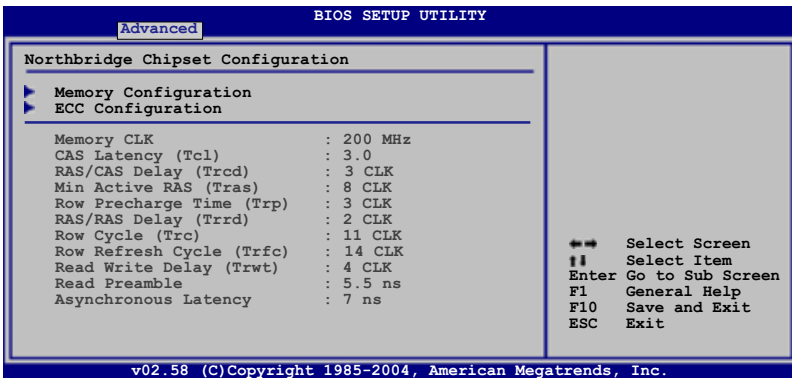 BIOS SETUP UTILITY
Advanced
Northbridge Chipset Configuration
Memory Configuration
ECC Configuration
Memory CLK : 200 MHz
CAS Latency (Tcl) : 3.0
RAS/CAS Delay (Trcd) : 3 CLK
Min Active RAS (Tras) : 8 CLK
Row Precharge Time (Trp) : 3 CLK
RAS/RAS Delay (Trrd) : 2 CLK
Row Cycle (Trc) : 11 CLK
Row Refresh Cycle (Trfc) : 14 CLK
Read Write Delay (Trwt) : 4 CLK
Read Preamble : 5.5 ns
Asynchronous Latency : 7 ns
Select Screen
Select Item
Enter Go to Sub Screen
F1 General Help
F10 Save and Exit
ESC Exit
v02.58 (C)Copyright 1985-2004, American Megatrends, Inc.